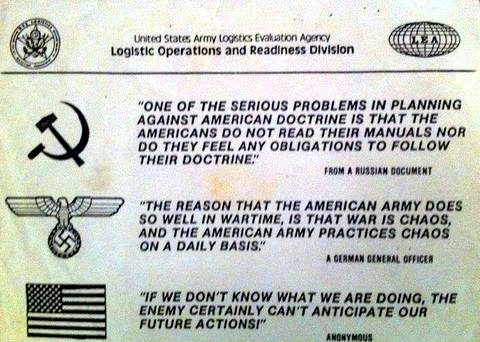 United States Army Logistics Evaluation Agency
Logistic Operations and Readiness Division
LEA
"ONE OF THE SERIOUS PROBLEMS IN PLANNING
AGAINST AMERICAN DOCTRINE IS THAT THE
AMERICANS DO NOT READ THEIR MANUALS NOR
DO THEY FEEL ANY OBLIGATIONS TO FOLLOW
THEIR DOCTRINE."
FROM A RUSSIAN DOCUMENT
"THE REASON THAT THE AMERICAN ARMY DOES
SO WELL IN WARTIME, IS THAT WAR IS CHAOS,
AND THE AMERICAN ARMY PRACTICES CHAOS
ON A DAILY BASIS."
A GERMAN GENERAL OFFICER
"IF WE DON'T KNOW WHAT WE ARE DOING, THE
ENEMY CERTAINLY CAN'T ANTICIPATE OUR
FUTURE ACTIONS!"
ANONYMOUS